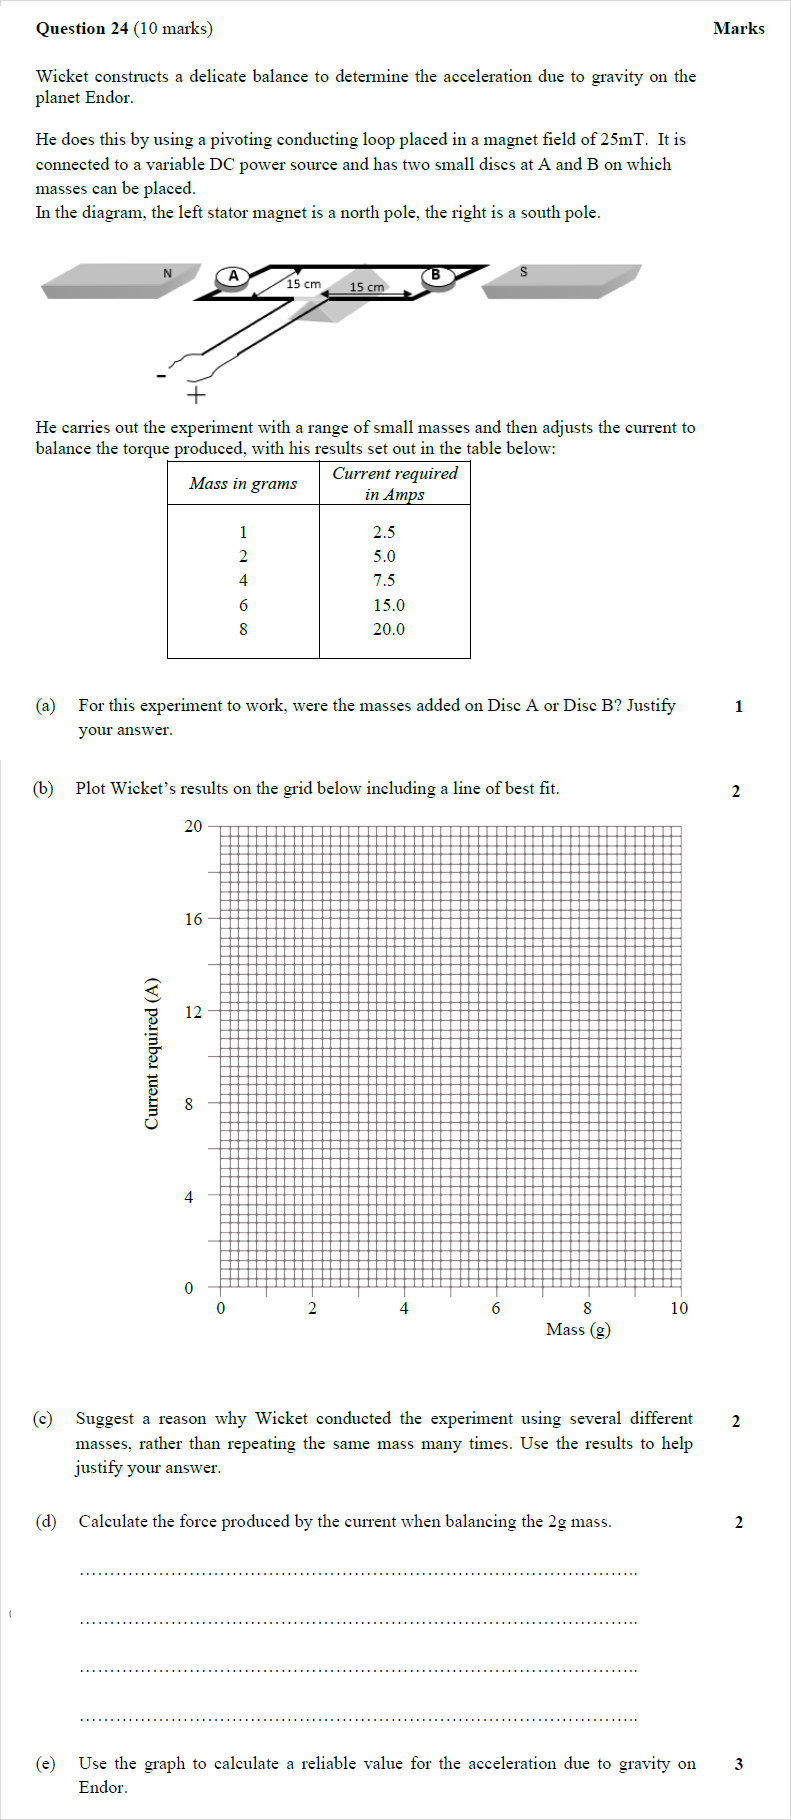 Question 24 (10 marks) Marks
Wicket constructs a delicate balance to determine the acceleration due to gravity on the
planet Endor.
He does this by using a pivoting conducting loop placed in a magnet field of 25mT. It is
connected to a variable DC power source and has two small discs at A and B on which
masses can be placed.
In the diagram, the left stator magnet is a north pole, the right is a south pole.
N A B S
15 cm 15 cm
-
+
He carries out the experiment with a range of small masses and then adjusts the current to
balance the torque produced, with his results set out in the table below:
Mass in grams Current required
in Amps
1 2.5
2 5.0
4 7.5
6 15.0
8 20.0
(a) For this experiment to work, were the masses added on Disc A or Disc B? Justify 1
your answer.
(b) Plot Wicket's results on the grid below including a line of best fit. 2
20
16
12
8
4
0
Current required (A)
0 2 4 6 8 10
Mass (g)
(c) Suggest a reason why Wicket conducted the experiment using several different 2
masses, rather than repeating the same mass many times. Use the results to help
justify your answer.
(d) Calculate the force produced by the current when balancing the 2g mass. 2
(e) Use the graph to calculate a reliable value for the acceleration due to gravity on 3
Endor.